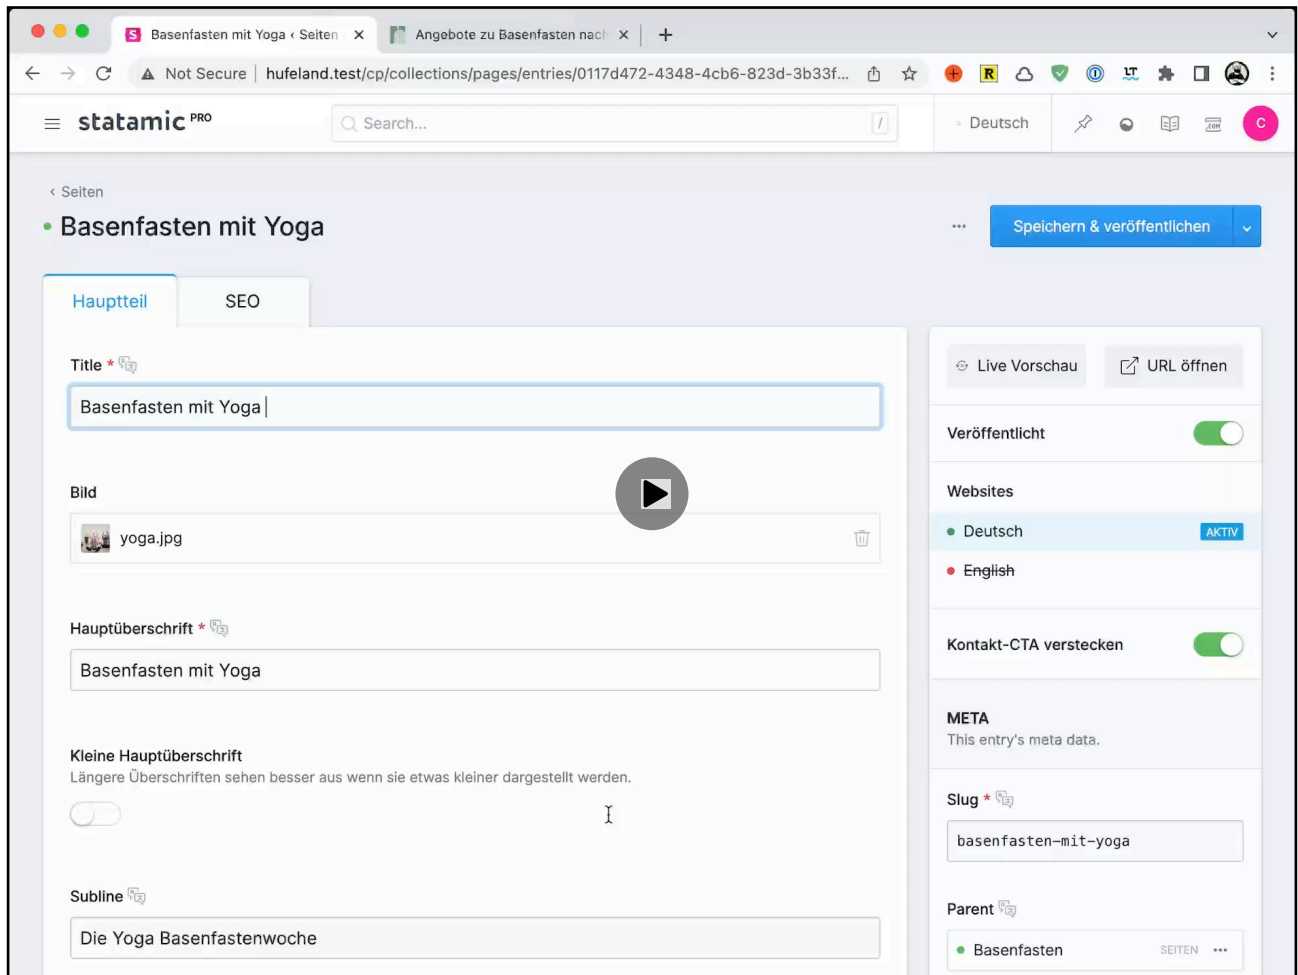 Basenfasten mit Yoga ‹ Seiten
Angebote zu Basenfasten nach
Not Secure | hufeland.test/cp/collections/pages/entries/0117d472-4348-4cb6-823d-3b33f...
statamic PRO
Search...
/
Deutsch
C
‹ Seiten
Basenfasten mit Yoga
Speichern & veröffentlichen
Hauptteil
SEO
Title *
Basenfasten mit Yoga
Bild
yoga.jpg
Hauptüberschrift *
Basenfasten mit Yoga
Kleine Hauptüberschrift
Längere Überschriften sehen besser aus wenn sie etwas kleiner dargestellt werden.
Subline
Die Yoga Basenfastenwoche
Live Vorschau
URL öffnen
Veröffentlicht
Websites
Deutsch AKTIV
English
Kontakt-CTA verstecken
META
This entry's meta data.
Slug *
basenfasten-mit-yoga
Parent
Basenfasten SEITEN